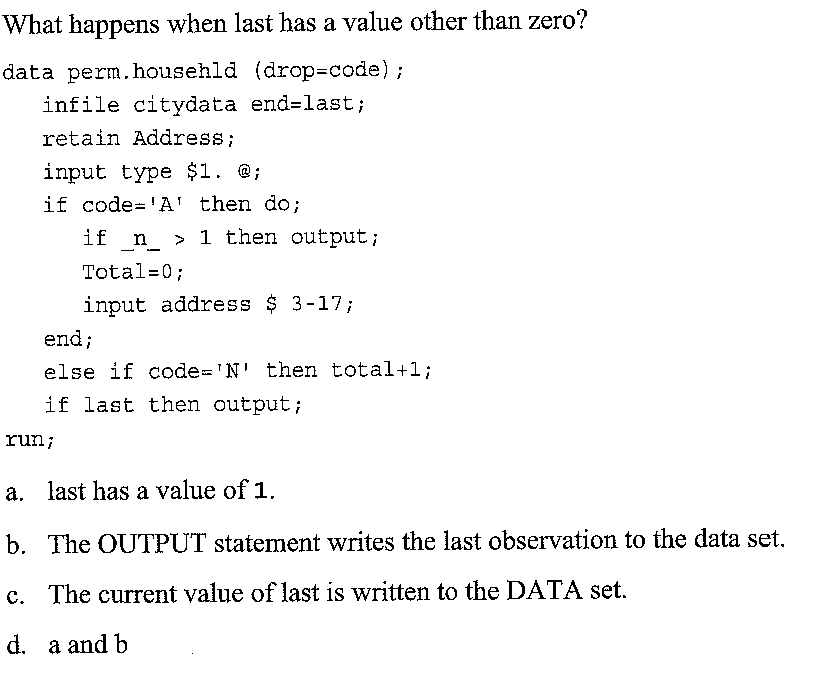 What happens when last has a value other than zero?
data perm.househld (drop=code);
infile citydata end=last;
retain Address;
input type $1. @;
if code='A' then do;
if _n_ > 1 then output;
Total=0;
input address $ 3-17;
end;
else if code='N' then total+1;
if last then output;
run;
a. last has a value of 1.
b. The OUTPUT statement writes the last observation to the data set.
c. The current value of last is written to the DATA set.
d. a and b